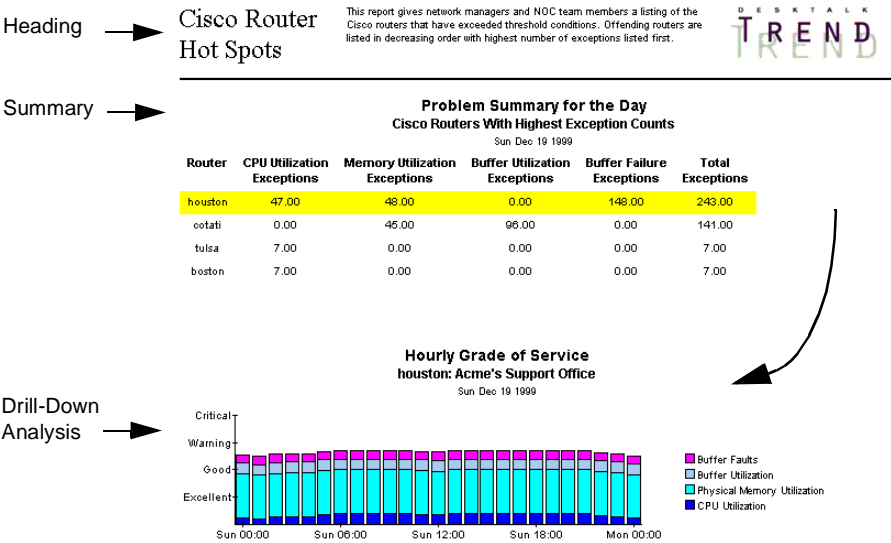 Heading
Cisco Router
Hot Spots
This report gives network managers and NOC team members a listing of the
Cisco routers that have exceeded threshold conditions. Offending routers are
listed in decreasing order with highest number of exceptions listed first.
DESKTALK
TREND
TREND
Summary
Problem Summary for the Day
Cisco Routers With Highest Exception Counts
Sun Dec 19 1999
Router CPU Utilization Exceptions Memory Utilization Exceptions Buffer Utilization Exceptions Buffer Failure Exceptions Total Exceptions
houston 47.00 48.00 0.00 148.00 243.00
cotati 0.00 45.00 96.00 0.00 141.00
tulsa 7.00 0.00 0.00 0.00 7.00
boston 7.00 0.00 0.00 0.00 7.00
Hourly Grade of Service
houston: Acme's Support Office
Sun Dec 19 1999
Drill-Down
Analysis
Critical
Warning
Good
Excellent
Buffer Faults
Buffer Utilization
Physical Memory Utilization
CPU Utilization
Sun 00:00 Sun 06:00 Sun 12:00 Sun 18:00 Mon 00:00